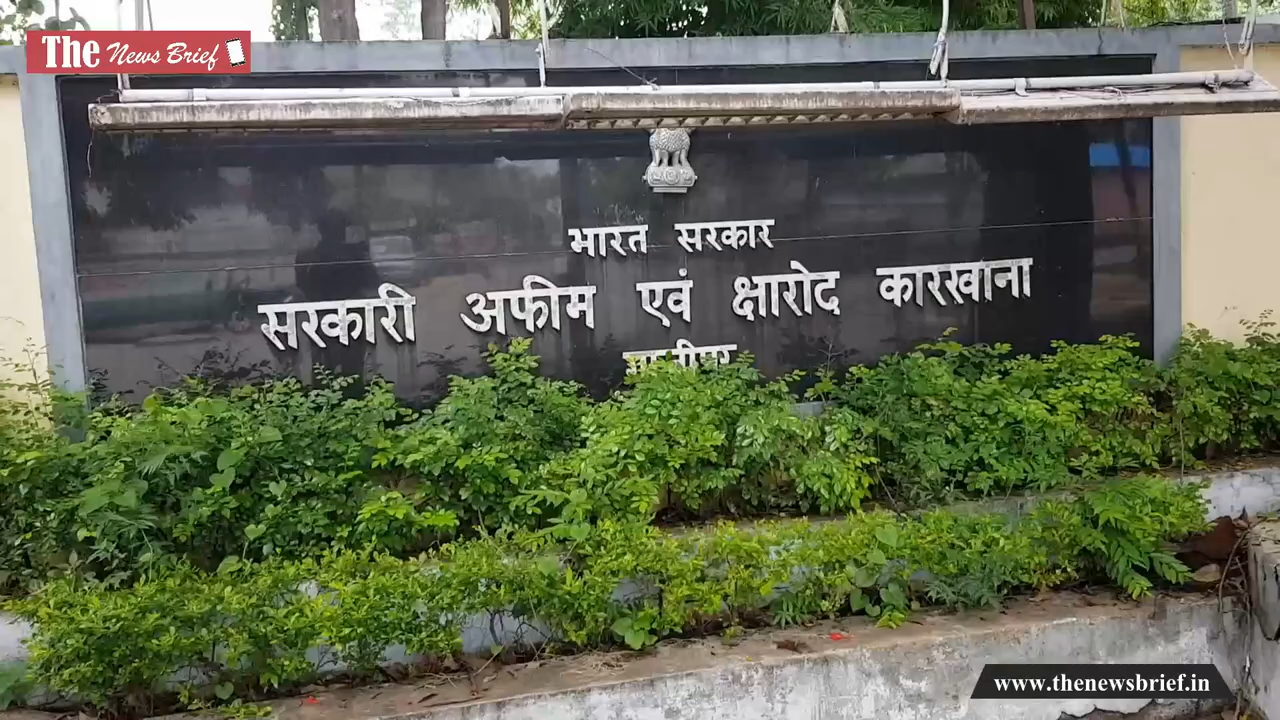 The News Brief
भारत सरकार
सरकारी अफीम एवं क्षारोद कारखाना
www.thenewsbrief.in